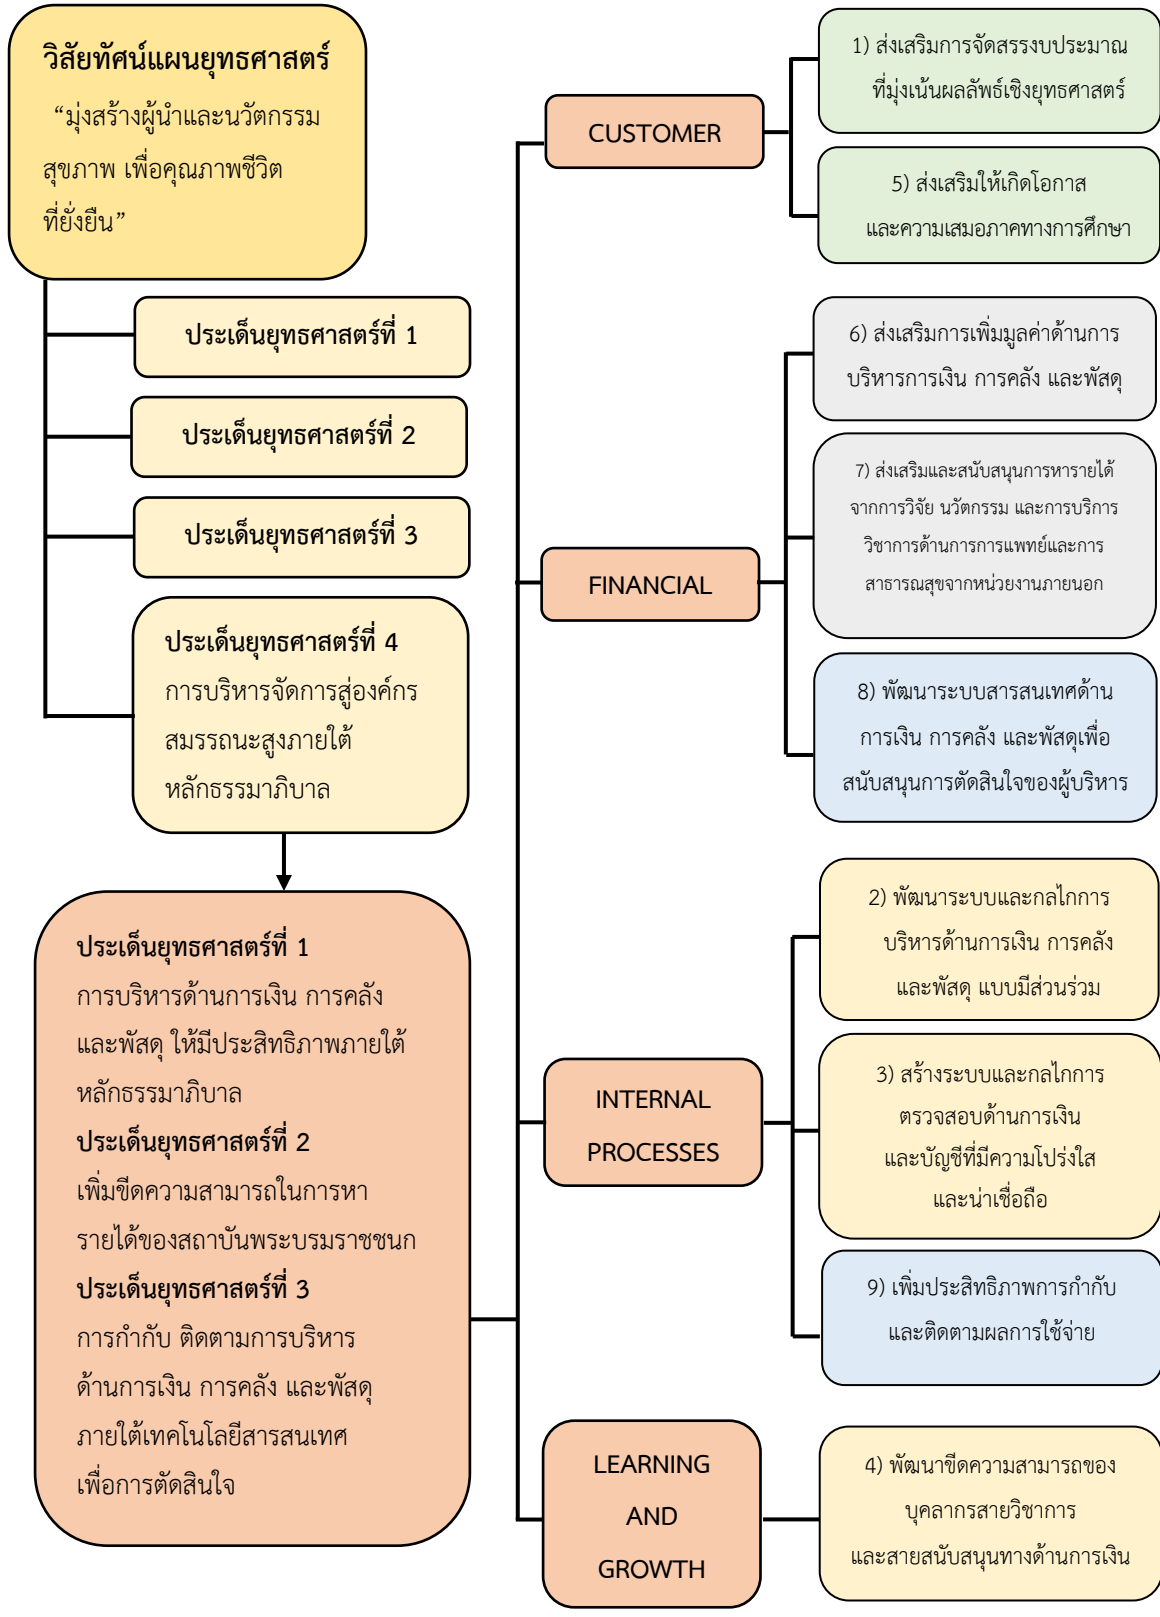 วิสัยทัศน์แผนยุทธศาสตร์
“มุ่งสร้างผู้นำและนวัตกรรม
สุขภาพ เพื่อคุณภาพชีวิต
ที่ยั่งยืน”
ประเด็นยุทธศาสตร์ที่ 1
ประเด็นยุทธศาสตร์ที่ 2
ประเด็นยุทธศาสตร์ที่ 3
ประเด็นยุทธศาสตร์ที่ 4
การบริหารจัดการสู่องค์กร
สมรรถนะสูงภายใต้
หลักธรรมาภิบาล
ประเด็นยุทธศาสตร์ที่ 1
การบริหารด้านการเงิน การคลัง
และพัสดุ ให้มีประสิทธิภาพภายใต้
หลักธรรมาภิบาล
ประเด็นยุทธศาสตร์ที่ 2
เพิ่มขีดความสามารถในการหา
รายได้ของสถาบันพระบรมราชชนก
ประเด็นยุทธศาสตร์ที่ 3
การกำกับ ติดตามการบริหาร
ด้านการเงิน การคลัง และพัสดุ
ภายใต้เทคโนโลยีสารสนเทศ
เพื่อการตัดสินใจ
CUSTOMER
1) ส่งเสริมการจัดสรรงบประมาณ
ที่มุ่งเน้นผลลัพธ์เชิงยุทธศาสตร์
5) ส่งเสริมให้เกิดโอกาส
และความเสมอภาคทางการศึกษา
FINANCIAL
6) ส่งเสริมการเพิ่มมูลค่าด้านการ
บริหารการเงิน การคลัง และพัสดุ
7) ส่งเสริมและสนับสนุนการหารายได้
จากการวิจัย นวัตกรรม และการบริการ
วิชาการด้านการการแพทย์และการ
สาธารณสุขจากหน่วยงานภายนอก
8) พัฒนาระบบสารสนเทศด้าน
การเงิน การคลัง และพัสดุเพื่อ
สนับสนุนการตัดสินใจของผู้บริหาร
INTERNAL
PROCESSES
2) พัฒนาระบบและกลไกการ
บริหารด้านการเงิน การคลัง
และพัสดุ แบบมีส่วนร่วม
3) สร้างระบบและกลไกการ
ตรวจสอบด้านการเงิน
และบัญชีที่มีความโปร่งใส
และน่าเชื่อถือ
9) เพิ่มประสิทธิภาพการกำกับ
และติดตามผลการใช้จ่าย
LEARNING
AND
GROWTH
4) พัฒนาขีดความสามารถของ
บุคลากรสายวิชาการ
และสายสนับสนุนทางด้านการเงิน